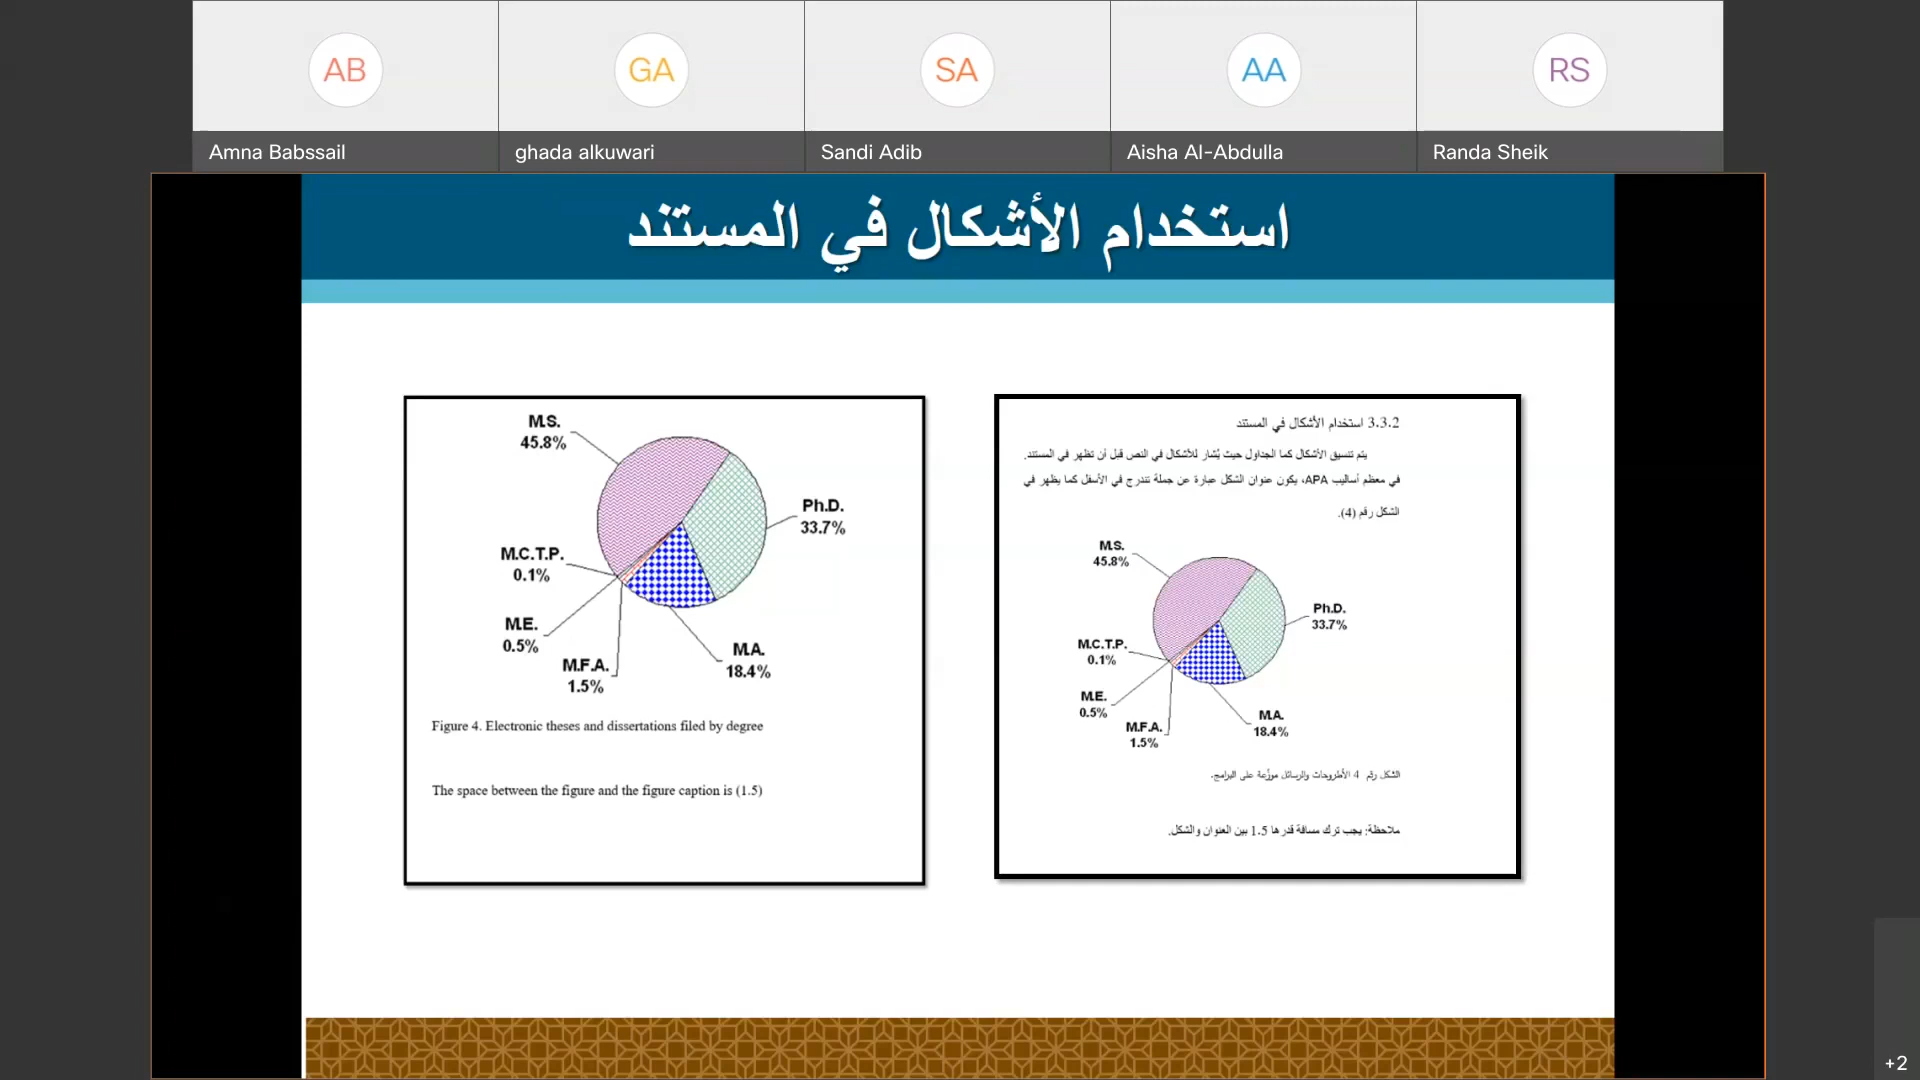 AB
GA
SA
AA
RS
Amna Babssail
ghada alkuwari
Sandi Adib
Aisha Al-Abdulla
Randa Sheik
استخدام الأشكال في المستند
M.S.
45.8%
Ph.D.
33.7%
M.C.T.P.
0.1%
M.E.
0.5%
M.F.A.
1.5%
M.A.
18.4%
Figure 4. Electronic theses and dissertations filed by degree
The space between the figure and the figure caption is (1.5)
3.3.2 استخدام الأشكال في المستند
يتم تنسيق الأشكال كما الجداول حيث يُشار للأشكال في النص قبل أن تظهر في المستند.
في معظم أساليب APA، يكون عنوان الشكل عبارة عن جملة تندرج في الأسفل كما يظهر في
الشكل رقم (4).
M.S.
45.8%
Ph.D.
33.7%
M.C.T.P.
0.1%
M.E.
0.5%
M.F.A.
1.5%
M.A.
18.4%
الشكل رقم 4 الأطروحات والرسائل موزّعة على البرامج.
ملاحظة: يجب ترك مسافة قدرها 1.5 بين العنوان والشكل.
+2